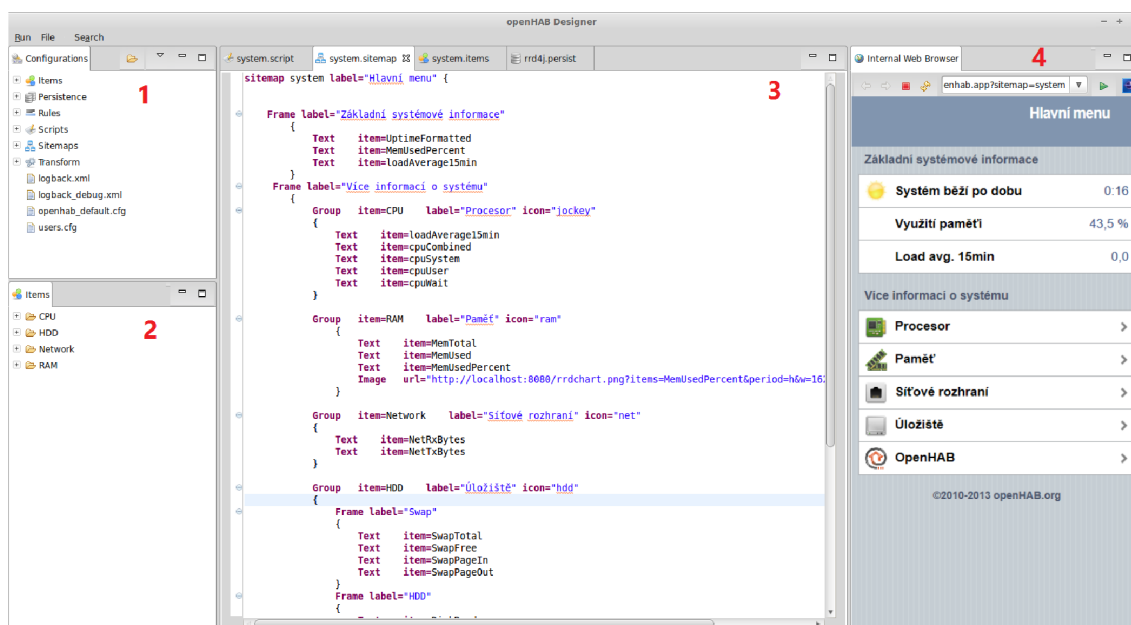 openHAB Designer
Run File Search
Configurations
1
Items
Persistence
Rules
Scripts
Sitemaps
Transform
logback.xml
logback_debug.xml
openhab_default.cfg
users.cfg
Items
2
CPU
HDD
Network
RAM
system.script system.sitemap system.items rrd4j.persist
3
sitemap system label="Hlavní menu" {
Frame label="Základní systémové informace"
{
Text item=UptimeFormatted
Text item=MemUsedPercent
Text item=loadAverage15min
}
Frame label="Více informací o systému"
{
Group item=CPU label="Procesor" icon="jockey"
{
Text item=loadAverage15min
Text item=cpuCombined
Text item=cpuSystem
Text item=cpuUser
Text item=cpuWait
}
Group item=RAM label="Paměť" icon="ram"
{
Text item=MemTotal
Text item=MemUsed
Text item=MemUsedPercent
Image url="http://localhost:8080/rrdchart.png?items=MemUsedPercent&period=h&w=16
}
Group item=Network label="Síťové rozhraní" icon="net"
{
Text item=NetRxBytes
Text item=NetTxBytes
}
Group item=HDD label="Úložiště" icon="hdd"
{
Frame label="Swap"
{
Text item=SwapTotal
Text item=SwapFree
Text item=SwapPageIn
Text item=SwapPageOut
}
Frame label="HDD"
{
Internal Web Browser
4
enhab.app?sitemap=system
Hlavní menu
Základní systémové informace
Systém běží po dobu 0:16
Využití paměťi 43,5 %
Load avg. 15min 0,0
Více informací o systému
Procesor
Paměť
Síťové rozhraní
Úložiště
OpenHAB
©2010-2013 openHAB.org